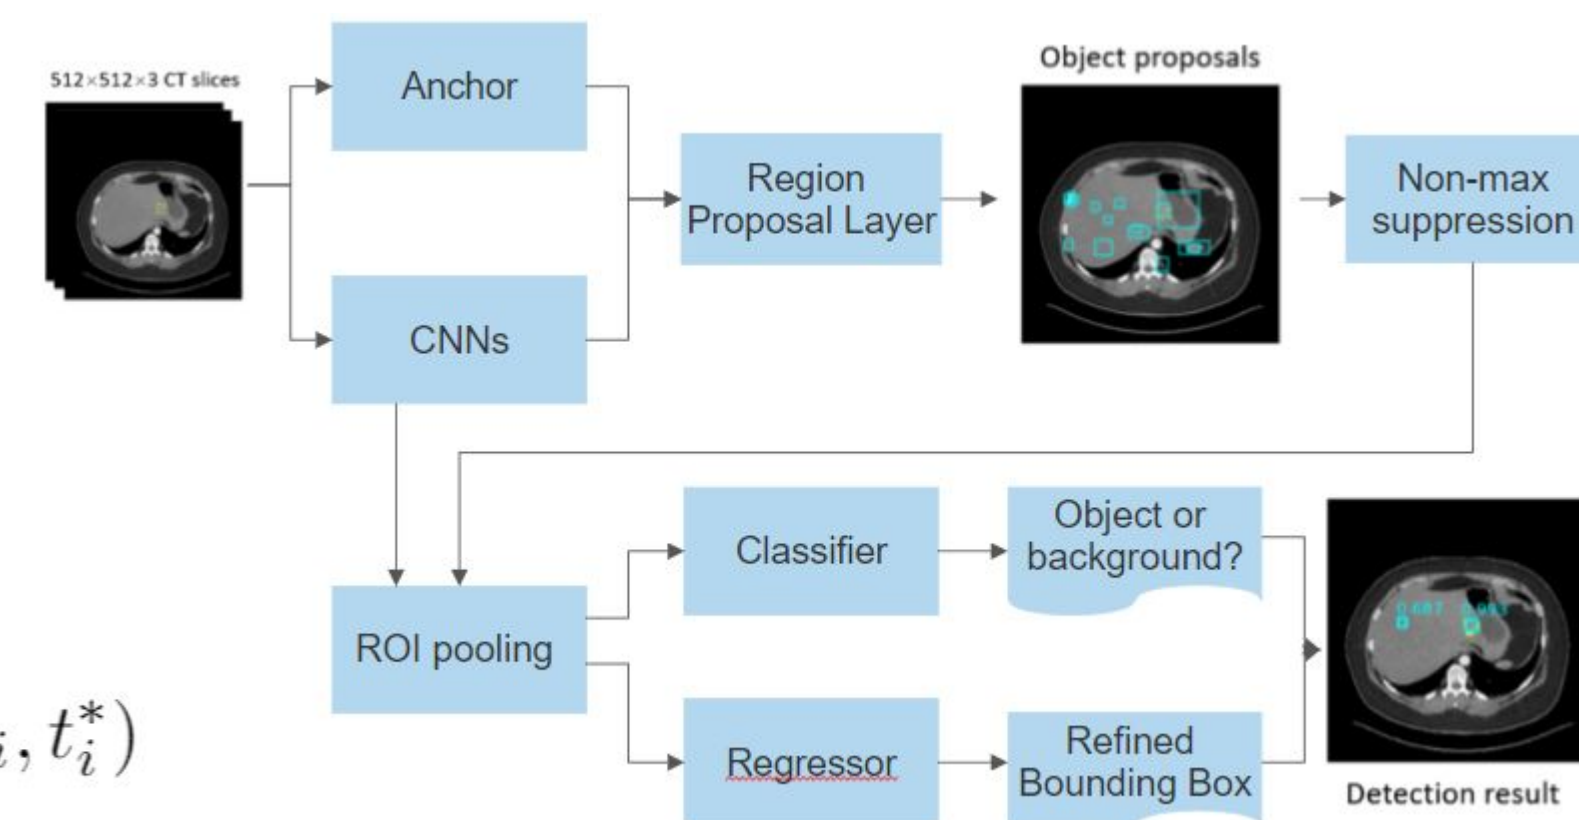 512×512×3 CT slices
Anchor
CNNs
Region
Proposal Layer
Object proposals
Non-max
suppression
ROI pooling
Classifier
Object or
background?
Regressor
Refined
Bounding Box
Detection result
, t_i^*)